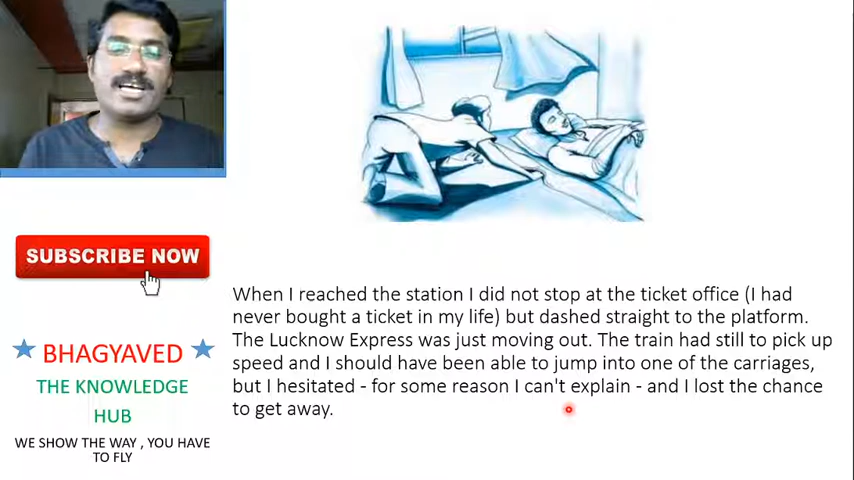 SUBSCRIBE NOW
BHAGYAVED
THE KNOWLEDGE
HUB
WE SHOW THE WAY , YOU HAVE
TO FLY
When I reached the station I did not stop at the ticket office (I had
never bought a ticket in my life) but dashed straight to the platform.
The Lucknow Express was just moving out. The train had still to pick up
speed and I should have been able to jump into one of the carriages,
but I hesitated - for some reason I can't explain - and I lost the chance
to get away.